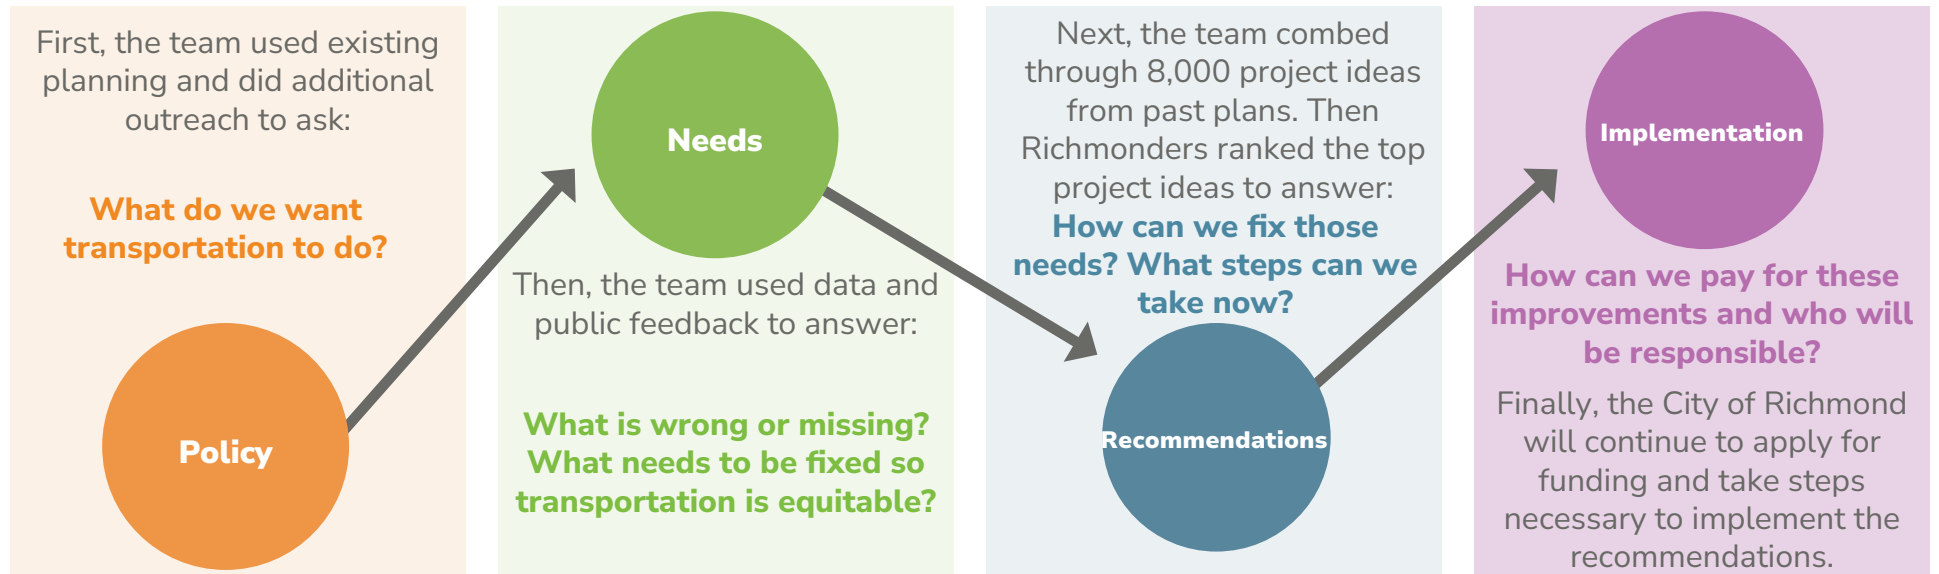 First, the team used existing
planning and did additional
outreach to ask:
What do we want
transportation to do?
Policy
Needs
Then, the team used data and
public feedback to answer:
What is wrong or missing?
What needs to be fixed so
transportation is equitable?
Next, the team combed
through 8,000 project ideas
from past plans. Then
Richmonders ranked the top
project ideas to answer:
How can we fix those
needs? What steps can we
take now?
Recommendations
Implementation
How can we pay for these
improvements and who will
be responsible?
Finally, the City of Richmond
will continue to apply for
funding and take steps
necessary to implement the
recommendations.